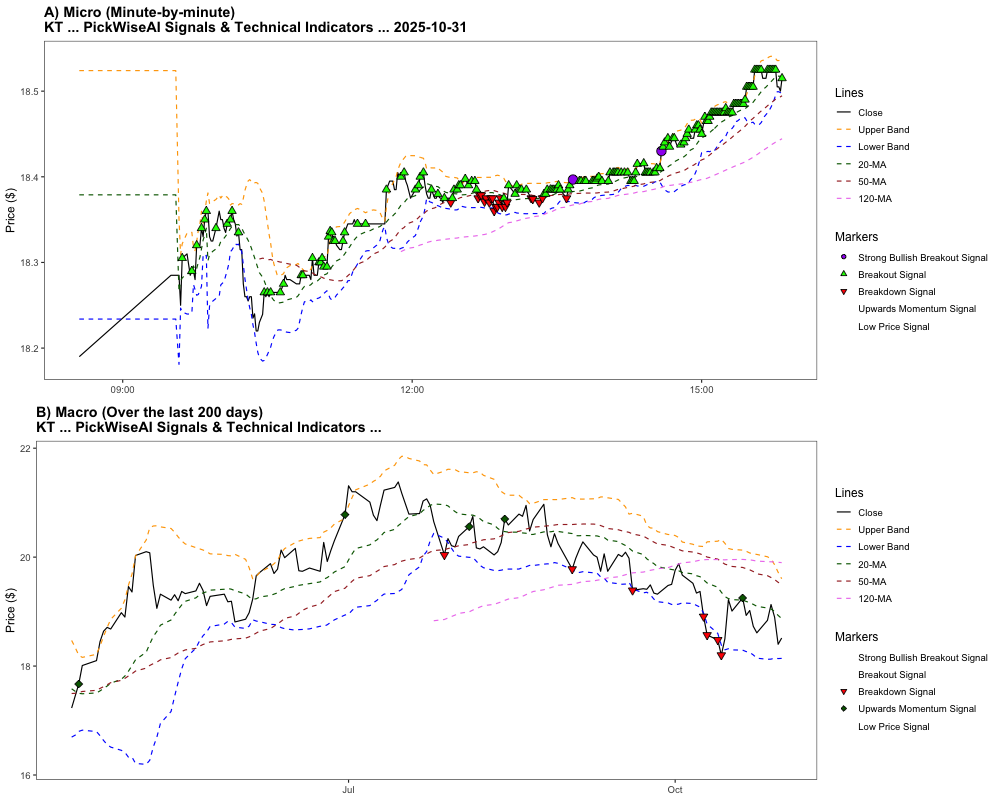 A) Micro (Minute-by-minute)
KT ... PickWiseAI Signals & Technical Indicators ... 2025-10-31
Price ($)
18.5
18.4
18.3
18.2
09:00
12:00
15:00
Lines
Close
Upper Band
Lower Band
20-MA
50-MA
120-MA
Markers
Strong Bullish Breakout Signal
Breakout Signal
Breakdown Signal
Upwards Momentum Signal
Low Price Signal
B) Macro (Over the last 200 days)
KT ... PickWiseAI Signals & Technical Indicators ...
Price ($)
22
20
18
16
Jul
Oct
Lines
Close
Upper Band
Lower Band
20-MA
50-MA
120-MA
Markers
Strong Bullish Breakout Signal
Breakout Signal
Breakdown Signal
Upwards Momentum Signal
Low Price Signal